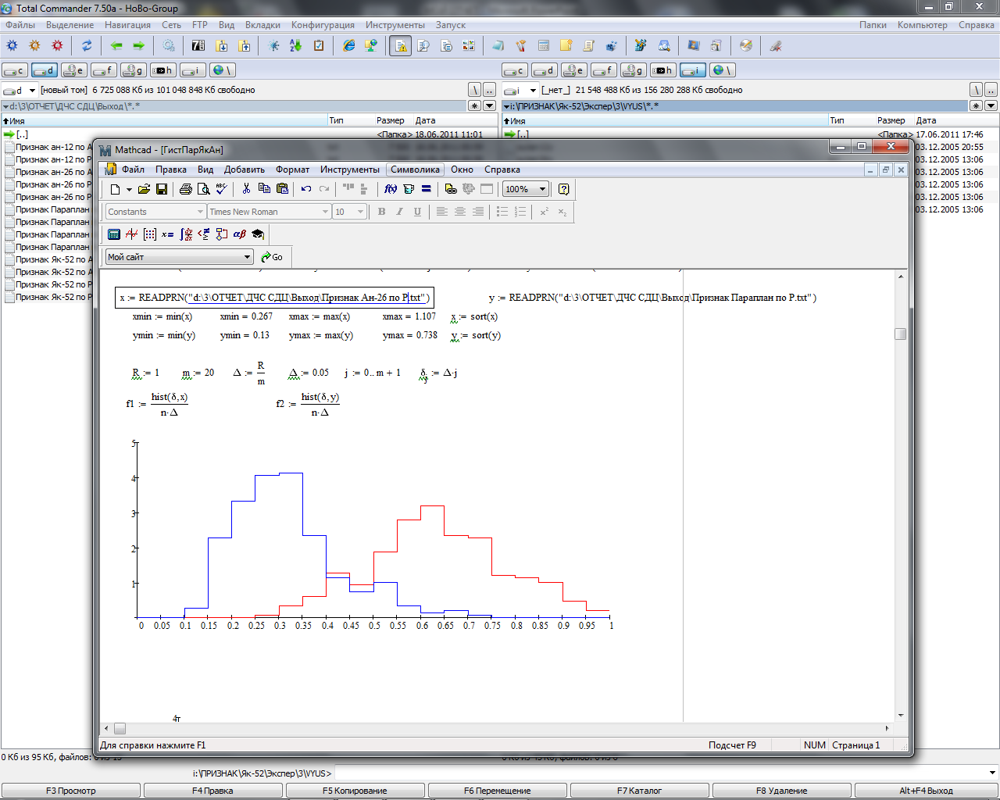 Total Commander 7.50a - HoBo-Group
Файлы Выделение Навигация Сеть FTP Вид Вкладки Конфигурация Инструменты Запуск Папки Компьютер Справка
c d e f g h i \ c d e f g h i \
d [новый том] 6 725 088 Кб из 101 048 848 Кб свободно \ .. i [_нет_] 21 548 488 Кб из 156 280 288 Кб свободно \ ..
d:\3\ОТЧЕТ\ДЧС СДЦ\Выход\*.* * i:\ПРИЗНАК\Як-52\Экспер\3\VYUS\*.* *
Имя Тип Размер Дата Имя Тип Размер Дата
[..] <Папка> 18.06.2011 11:01 [..] <Папка> 17.06.2011 17:46
Признак ан-12 по А
Признак ан-12 по Р
Признак ан-26 по А
Признак ан-26 по Р
Признак ан-26 по Р
Признак Параплан
Признак Параплан
Признак Параплан
Признак Параплан
Признак Як-52 по А
Признак Як-52 по А
Признак Як-52 по Р
Признак Як-52 по Р
03.12.2005 20:55
03.12.2005 13:06
03.12.2005 13:06
03.12.2005 13:06
03.12.2005 13:06
03.12.2005 13:06
Mathcad - [ГистПарЯкАн]
Файл Правка Вид Добавить Формат Инструменты Символика Окно Справка
100%
Constants Times New Roman 10 B I U
Мой сайт Go
x := READPRN("d:\3\ОТЧЕТ\ДЧС СДЦ\Выход\Признак Ан-26 по Р.txt") y := READPRN("d:\3\ОТЧЕТ\ДЧС СДЦ\Выход\Признак Параплан по Р.txt")
xmin := min(x) xmin = 0.267 xmax := max(x) xmax = 1.107 x := sort(x)
ymin := min(y) ymin = 0.13 ymax := max(y) ymax = 0.738 y := sort(y)
R := 1 m := 20 Δ := R/m Δ := 0.05 j := 0.. m + 1 δj := Δ·j
f1 := hist(δ,x)/n·Δ f2 := hist(δ,y)/n·Δ
5
4
3
2
1
0 0.05 0.1 0.15 0.2 0.25 0.3 0.35 0.4 0.45 0.5 0.55 0.6 0.65 0.7 0.75 0.8 0.85 0.9 0.95 1
4т
Для справки нажмите F1 Подсчет F9 NUM Страница 1
0 Кб из 95 Кб, файлов: 0 из 13
i:\ПРИЗНАК\Як-52\Экспер\3\VYUS>
F3 Просмотр F4 Правка F5 Копирование F6 Перемещение F7 Каталог F8 Удаление Alt+F4 Выход